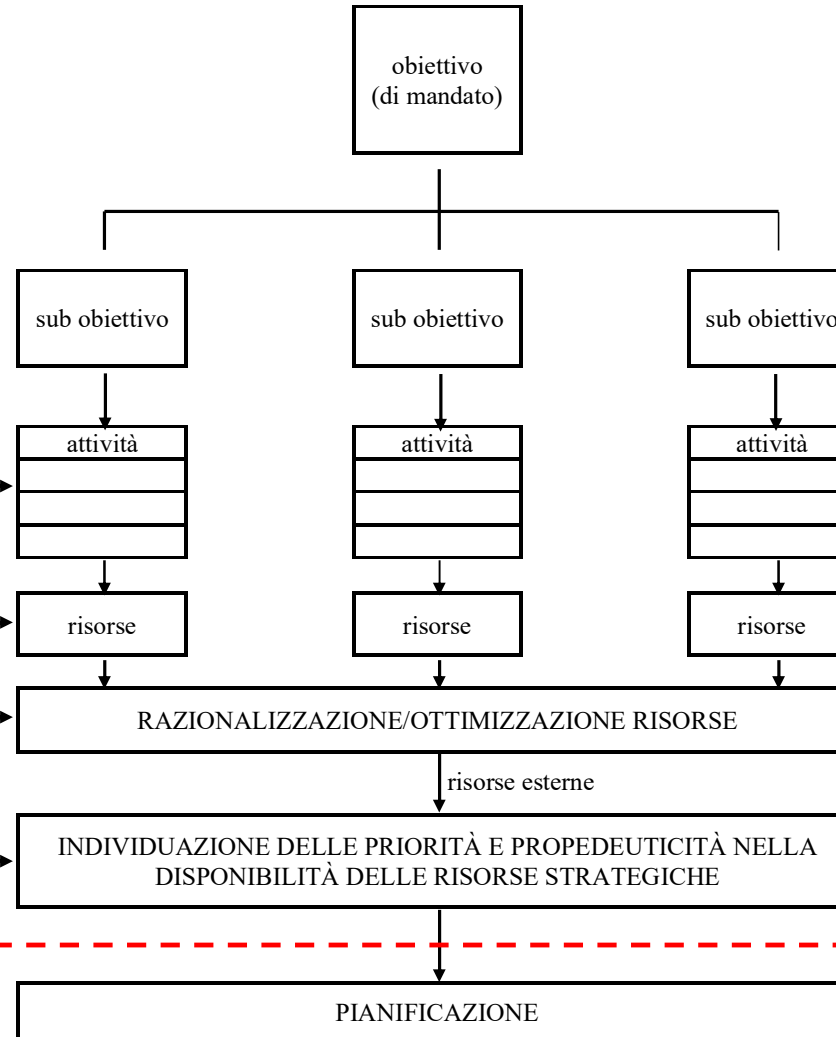 obiettivo
(di mandato)
sub obiettivo
sub obiettivo
sub obiettivo
attività
attività
attività
risorse
risorse
risorse
RAZIONALIZZAZIONE/OTTIMIZZAZIONE RISORSE
risorse esterne
INDIVIDUAZIONE DELLE PRIORITÀ E PROPEDEUTICITÀ NELLA
DISPONIBILITÀ DELLE RISORSE STRATEGICHE
PIANIFICAZIONE